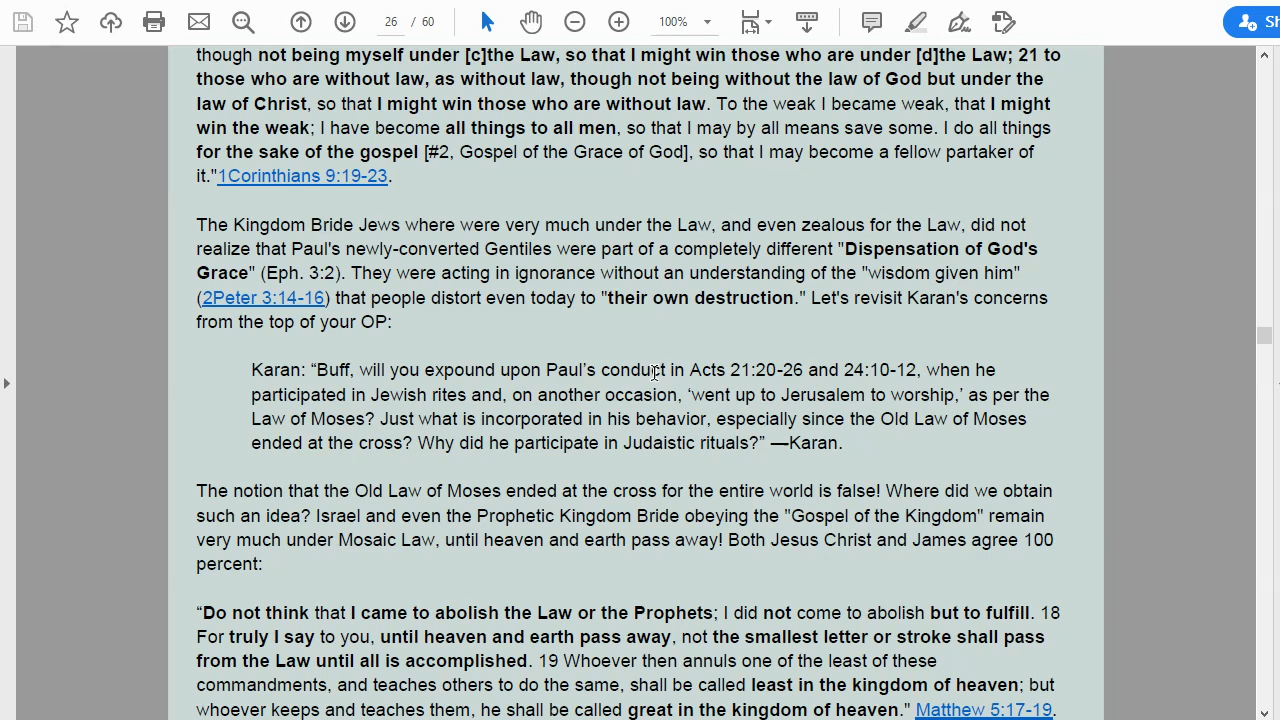 26 / 60
100%
Sh
though not being myself under [c]the Law, so that I might win those who are under [d]the Law; 21 to
those who are without law, as without law, though not being without the law of God but under the
law of Christ, so that I might win those who are without law. To the weak I became weak, that I might
win the weak; I have become all things to all men, so that I may by all means save some. I do all things
for the sake of the gospel [#2, Gospel of the Grace of God], so that I may become a fellow partaker of
it."1Corinthians 9:19-23.
The Kingdom Bride Jews where were very much under the Law, and even zealous for the Law, did not
realize that Paul's newly-converted Gentiles were part of a completely different "Dispensation of God's
Grace" (Eph. 3:2). They were acting in ignorance without an understanding of the "wisdom given him"
(2Peter 3:14-16) that people distort even today to "their own destruction." Let's revisit Karan's concerns
from the top of your OP:
Karan: “Buff, will you expound upon Paul’s conduct in Acts 21:20-26 and 24:10-12, when he
participated in Jewish rites and, on another occasion, ‘went up to Jerusalem to worship,’ as per the
Law of Moses? Just what is incorporated in his behavior, especially since the Old Law of Moses
ended at the cross? Why did he participate in Judaistic rituals?” —Karan.
The notion that the Old Law of Moses ended at the cross for the entire world is false! Where did we obtain
such an idea? Israel and even the Prophetic Kingdom Bride obeying the "Gospel of the Kingdom" remain
very much under Mosaic Law, until heaven and earth pass away! Both Jesus Christ and James agree 100
percent:
“Do not think that I came to abolish the Law or the Prophets; I did not come to abolish but to fulfill. 18
For truly I say to you, until heaven and earth pass away, not the smallest letter or stroke shall pass
from the Law until all is accomplished. 19 Whoever then annuls one of the least of these
commandments, and teaches others to do the same, shall be called least in the kingdom of heaven; but
whoever keeps and teaches them, he shall be called great in the kingdom of heaven." Matthew 5:17-19.